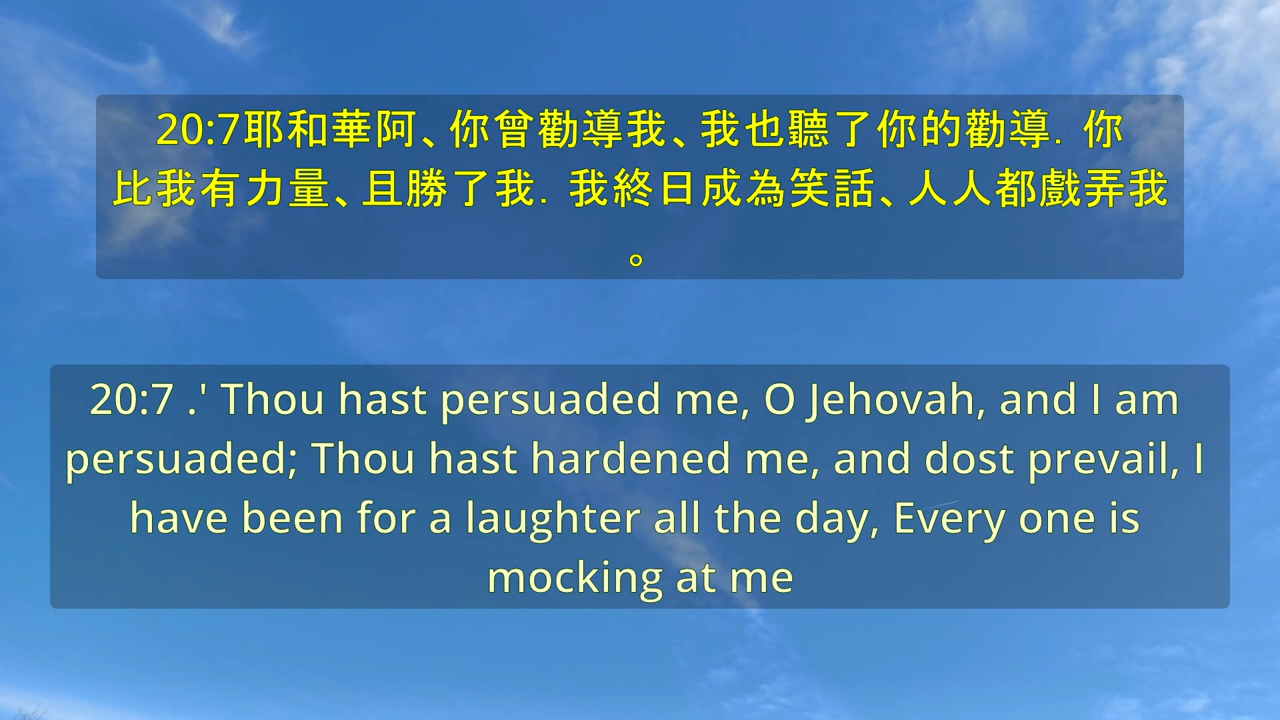 20:7耶和華阿、你曾勸導我、我也聽了你的勸導．你
比我有力量、且勝了我．我終日成為笑話、人人都戲弄我
。
20:7 .' Thou hast persuaded me, O Jehovah, and I am
persuaded; Thou hast hardened me, and dost prevail, I
have been for a laughter all the day, Every one is
mocking at me